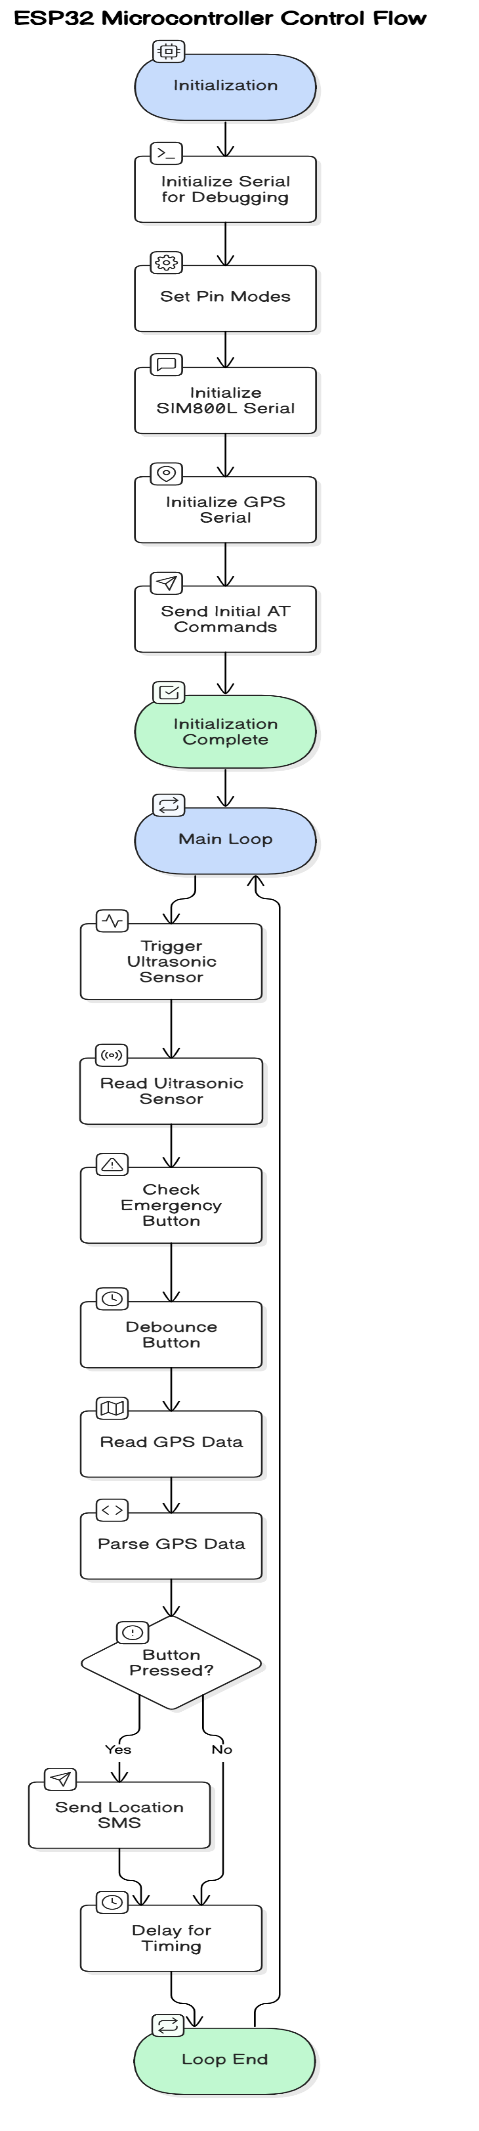 ESP32 Microcontroller Control Flow
Initialization
Initialize Serial
for Debugging
Set Pin Modes
Initialize
SIM800L Serial
Initialize GPS
Serial
Send Initial AT
Commands
Initialization
Complete
Main Loop
Trigger
Ultrasonic
Sensor
Read Ultrasonic
Sensor
Check
Emergency
Button
Debounce
Button
Read GPS Data
Parse GPS Data
Button
Pressed?
Yes
No
Send Location
SMS
Delay for
Timing
Loop End